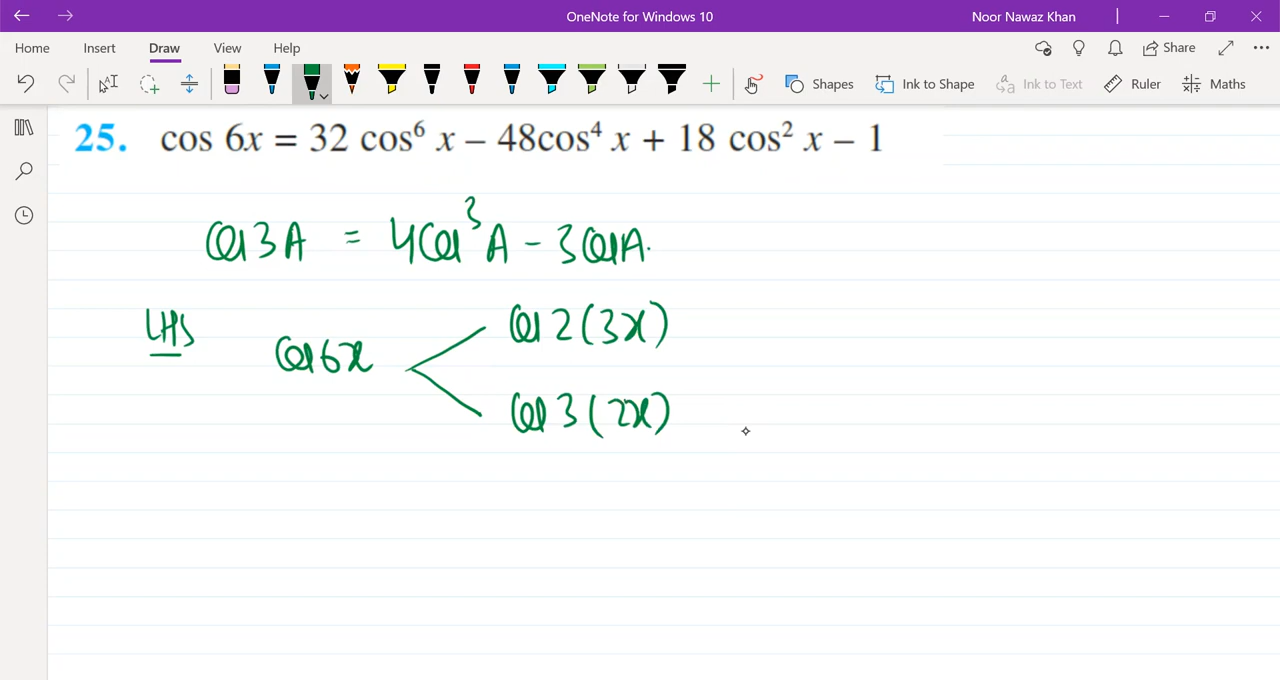 OneNote for Windows 10
Noor Nawaz Khan
Home Insert Draw View Help
Share
Shapes Ink to Shape Ink to Text Ruler Maths
25. cos 6x = 32 cos⁶ x – 48cos⁴ x + 18 cos² x – 1
Cos 3A = 4Cos³A - 3CosA.
LHS
Cos 2(3x)
Cos 6x
Cos 3(2x)